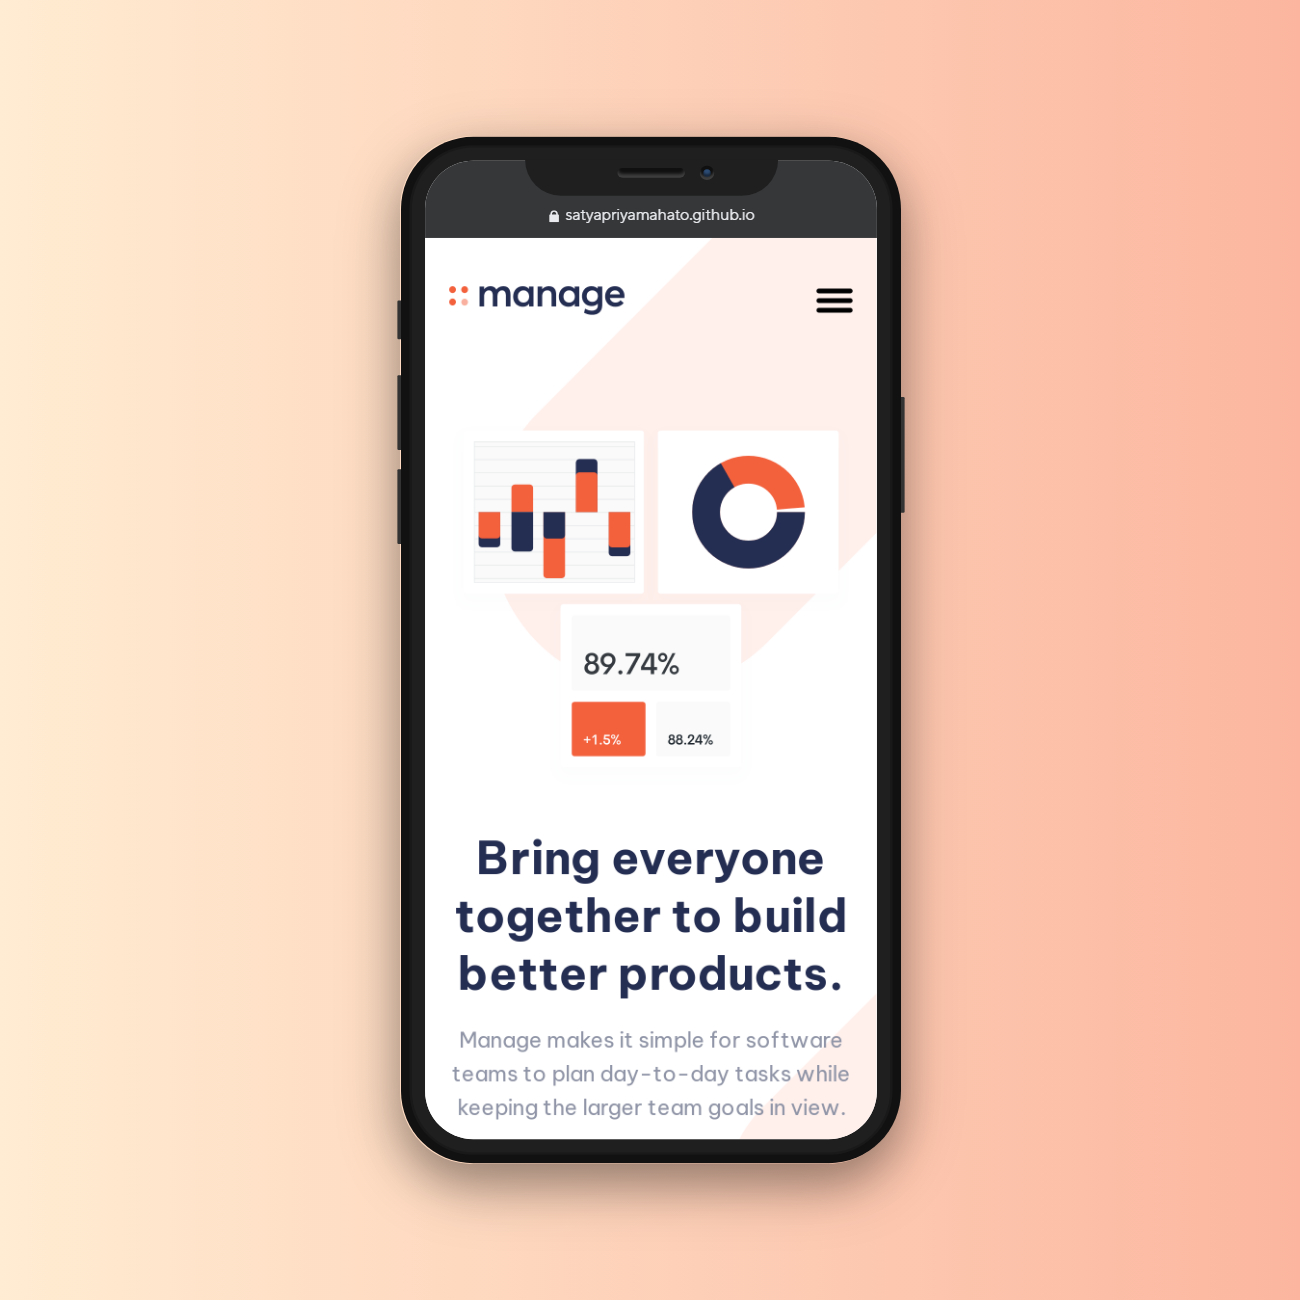 satyapriyamahato.github.io
manage
89.74%
+1.5%
88.24%
Bring everyone
together to build
better products.
Manage makes it simple for software
teams to plan day-to-day tasks while
keeping the larger team goals in view.